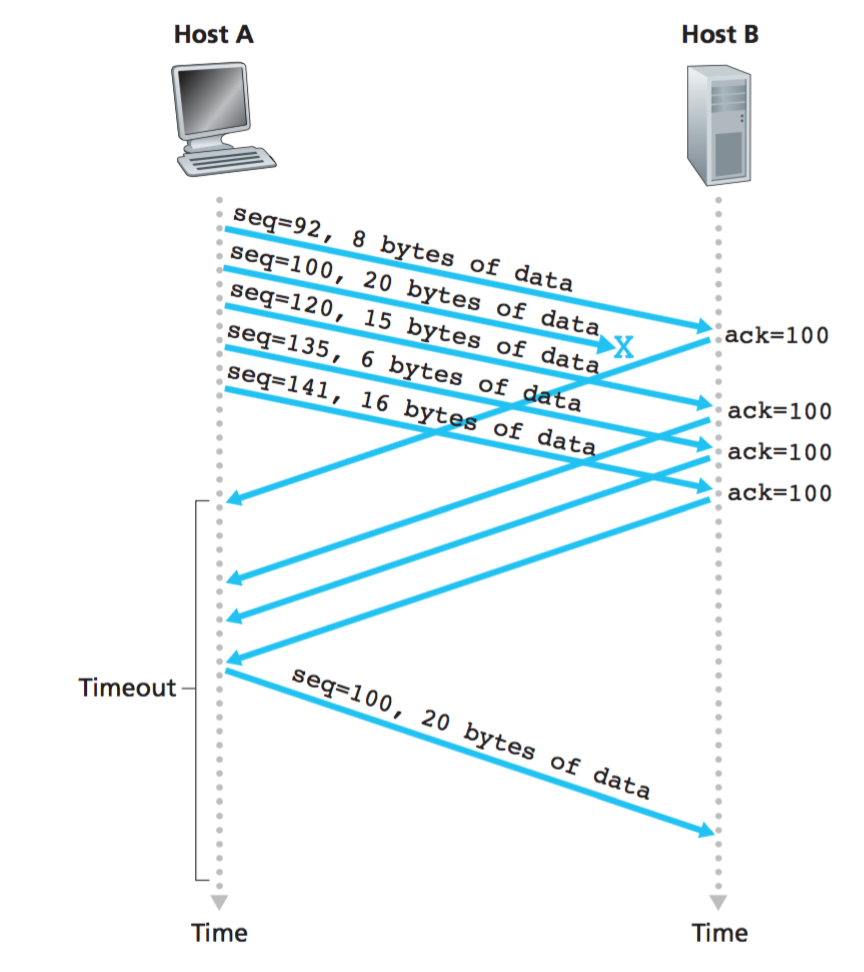 Host A
Host B
seq=92, 8 bytes of data
seq=100, 20 bytes of data
X
seq=120, 15 bytes of data
seq=135, 6 bytes of data
seq=141, 16 bytes of data
ack=100
ack=100
ack=100
ack=100
Timeout
seq=100, 20 bytes of data
Time
Time